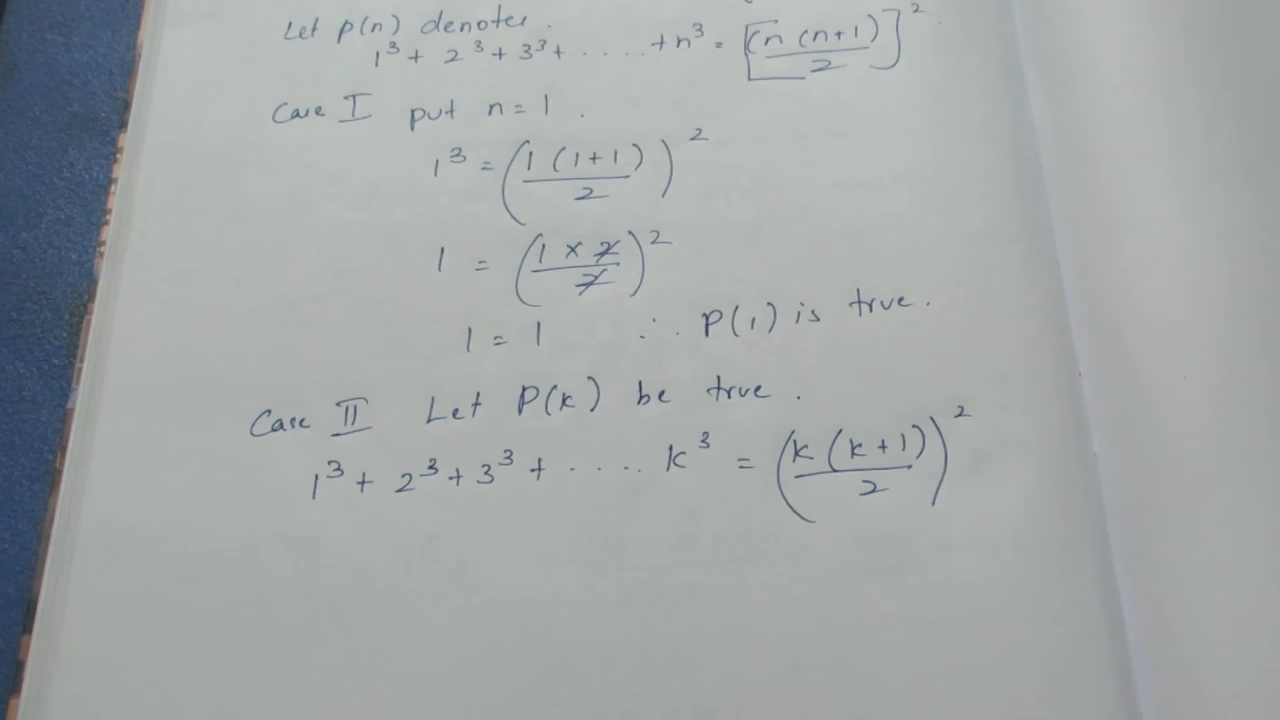 Let p(n) denotes.
1³ + 2³ + 3³ + ..... + n³ = [n (n+1) / 2]²
Case I put n = 1.
1³ = (1 (1+1) / 2)²
1 = (1 × 2 / 2)²
1 = 1 ∴ P(1) is true.
Case II Let P(k) be true.
1³ + 2³ + 3³ + ..... k³ = (k (k+1) / 2)²